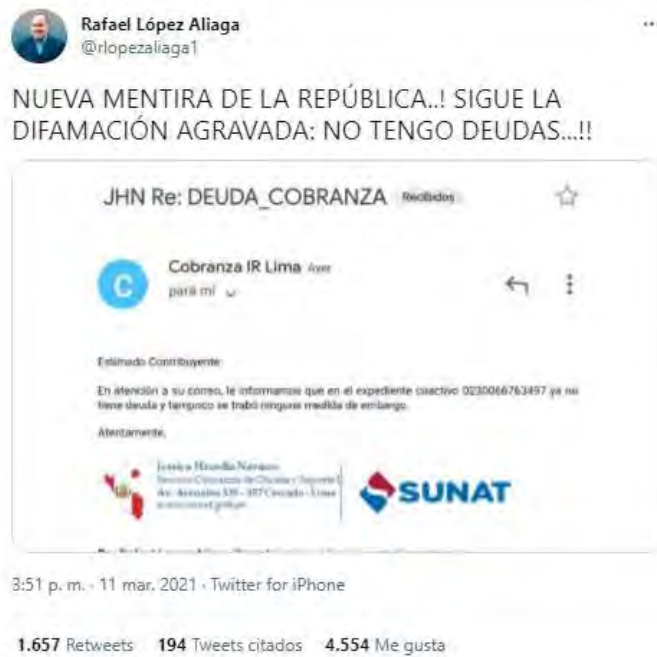 Rafael López Aliaga
@rlopezaliaga1
NUEVA MENTIRA DE LA REPÚBLICA..! SIGUE LA
DIFAMACIÓN AGRAVADA: NO TENGO DEUDAS...!!
JHN Re: DEUDA_COBRANZA Recibidos
C
Cobranza IR Lima Ayer
para mí
Estimado Contribuyente:
En atención a su correo, le informamos que en el expediente coactivo 0230066763497 ya no
tiene deuda y tampoco se trabó ninguna medida de embargo.
Atentamente,
SUNAT
3:51 p. m. · 11 mar. 2021 · Twitter for iPhone
1.657 Retweets 194 Tweets citados 4.554 Me gusta